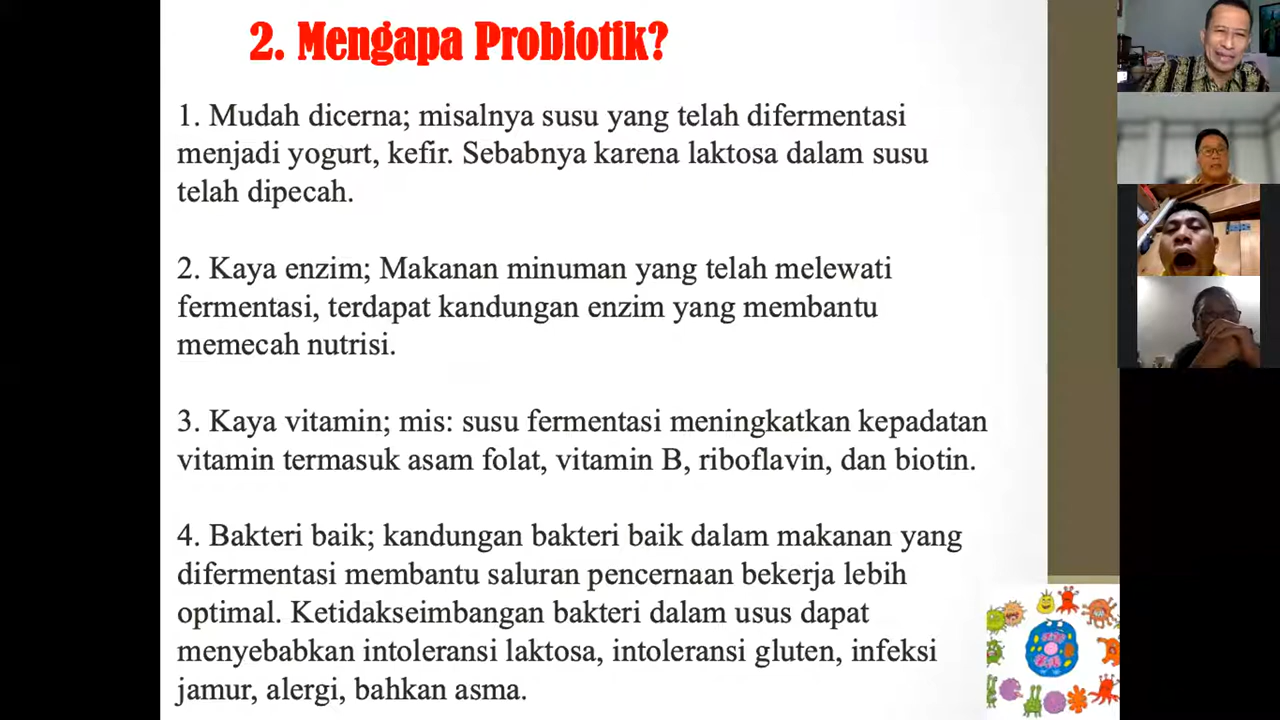 2. Mengapa Probiotik?
1. Mudah dicerna; misalnya susu yang telah difermentasi
menjadi yogurt, kefir. Sebabnya karena laktosa dalam susu
telah dipecah.
2. Kaya enzim; Makanan minuman yang telah melewati
fermentasi, terdapat kandungan enzim yang membantu
memecah nutrisi.
3. Kaya vitamin; mis: susu fermentasi meningkatkan kepadatan
vitamin termasuk asam folat, vitamin B, riboflavin, dan biotin.
4. Bakteri baik; kandungan bakteri baik dalam makanan yang
difermentasi membantu saluran pencernaan bekerja lebih
optimal. Ketidakseimbangan bakteri dalam usus dapat
menyebabkan intoleransi laktosa, intoleransi gluten, infeksi
jamur, alergi, bahkan asma.